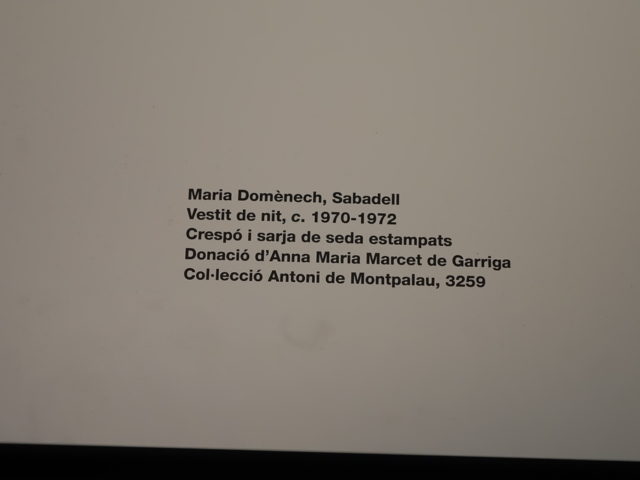 Maria Domènech, Sabadell
Vestit de nit, c. 1970-1972
Crespó i sarja de seda estampats
Donació d'Anna Maria Marcet de Garriga
Col·lecció Antoni de Montpalau, 3259